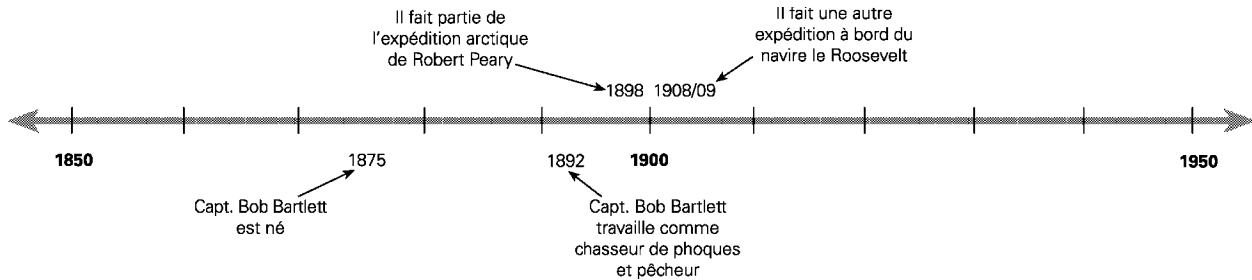 Il fait partie de
l'expédition arctique
de Robert Peary
Il fait une autre
expédition à bord du
navire le Roosevelt
1898 1908/09
1850
1875
1892
1900
1950
Capt. Bob Bartlett
est né
Capt. Bob Bartlett
travaille comme
chasseur de phoques
et pêcheur